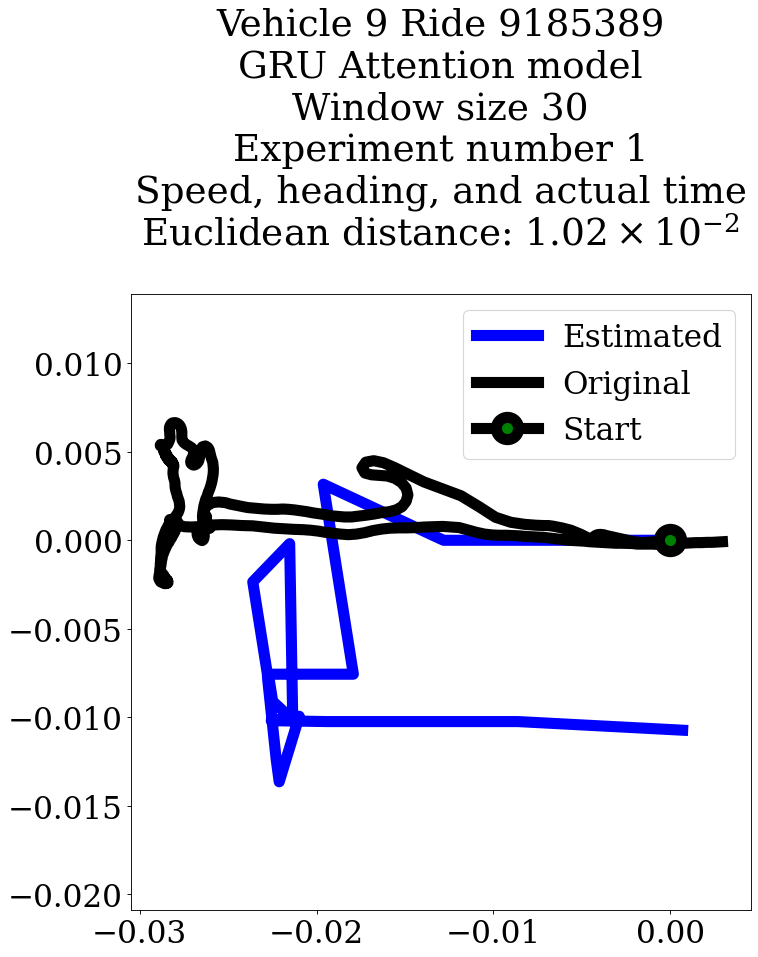 Vehicle 9 Ride 9185389
GRU Attention model
Window size 30
Experiment number 1
Speed, heading, and actual time
Euclidean distance: 1.02 × 10⁻²
Estimated
Original
Start
0.010
0.005
0.000
−0.005
−0.010
−0.015
−0.020
−0.03
−0.02
−0.01
0.00